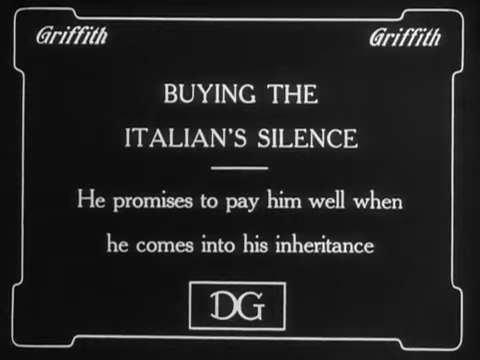 Griffith Griffith
BUYING THE
ITALIAN'S SILENCE
He promises to pay him well when
he comes into his inheritance
DG